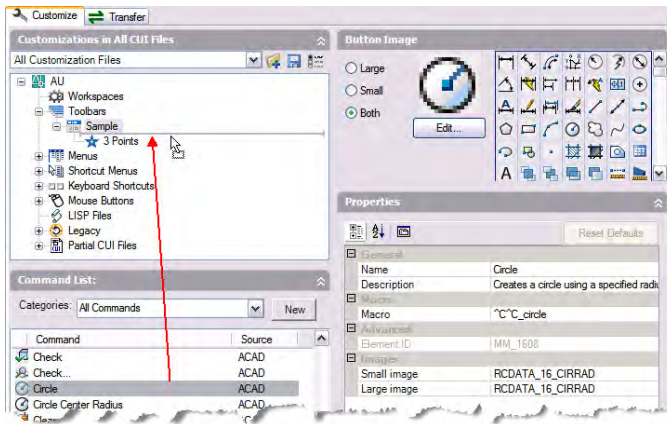 Customize
Transfer
Customizations in All CUI Files
All Customization Files
AU
Workspaces
Toolbars
Sample
3 Points
Menus
Shortcut Menus
Keyboard Shortcuts
Mouse Buttons
LISP Files
Legacy
Partial CUI Files
Command List:
Categories: All Commands
New
Command Source
Check ACAD
Check... ACAD
Circle ACAD
Circle Center Radius ACAD
Button Image
Large
Small
Both
Edit...
Properties
Reset Defaults
General
Name Circle
Description Creates a circle using a specified radiu
Macro
Macro ^C^C_circle
Advanced
Element ID MM_1608
Images
Small image RCDATA_16_CIRRAD
Large image RCDATA_16_CIRRAD